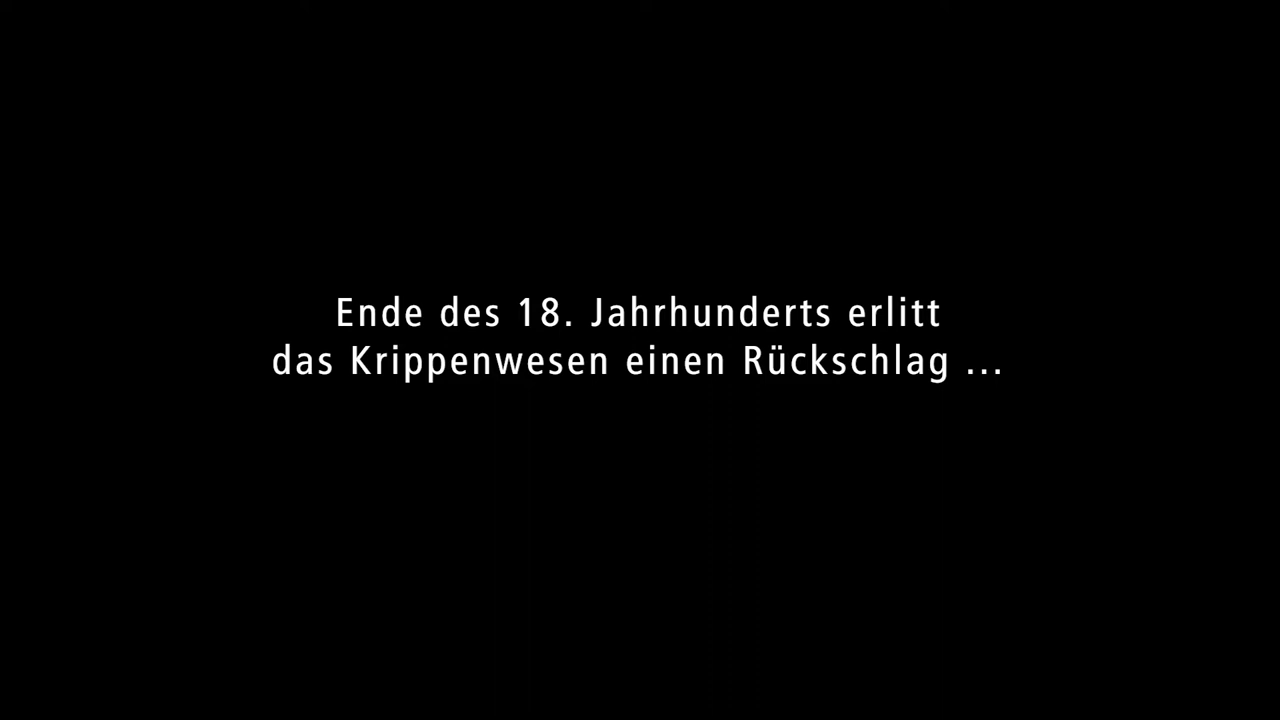 Ende des 18. Jahrhunderts erlitt
das Krippenwesen einen Rückschlag ...